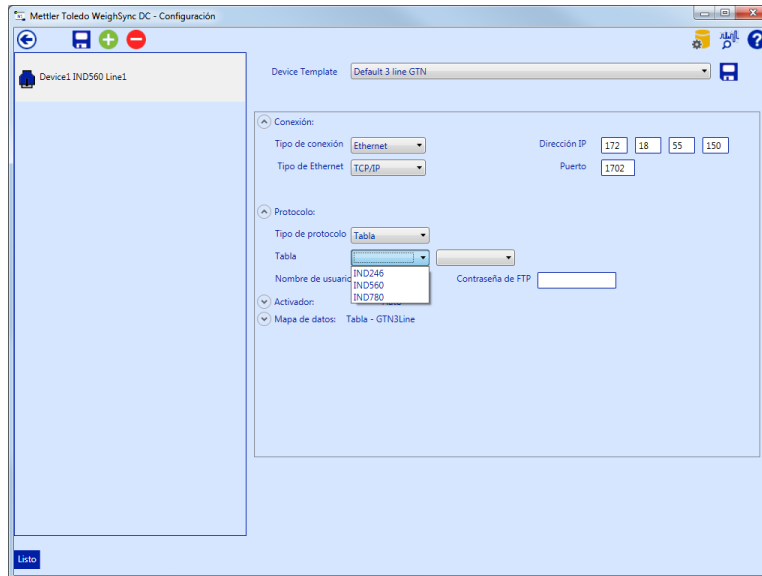 Mettler Toledo WeighSync DC - Configuración
Device1 IND560 Line1
Device Template Default 3 line GTN
Conexión:
Tipo de conexión Ethernet Dirección IP 172 18 55 150
Tipo de Ethernet TCP/IP Puerto 1702
Protocolo:
Tipo de protocolo Tabla
Tabla
IND246
IND560
IND780
Nombre de usuario Contraseña de FTP
Activador:
Mapa de datos: Tabla - GTN3Line
Listo